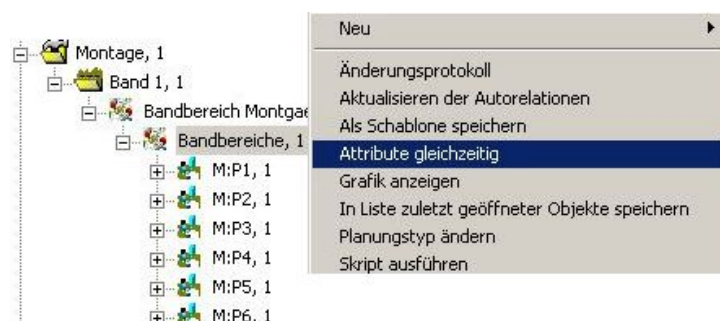 Montage, 1
Band 1, 1
Bandbereich Montgae
Bandbereiche, 1
M:P1, 1
M:P2, 1
M:P3, 1
M:P4, 1
M:P5, 1
M:P6, 1
Neu
Änderungsprotokoll
Aktualisieren der Autorelationen
Als Schablone speichern
Attribute gleichzeitig
Grafik anzeigen
In Liste zuletzt geöffneter Objekte speichern
Planungstyp ändern
Skript ausführen